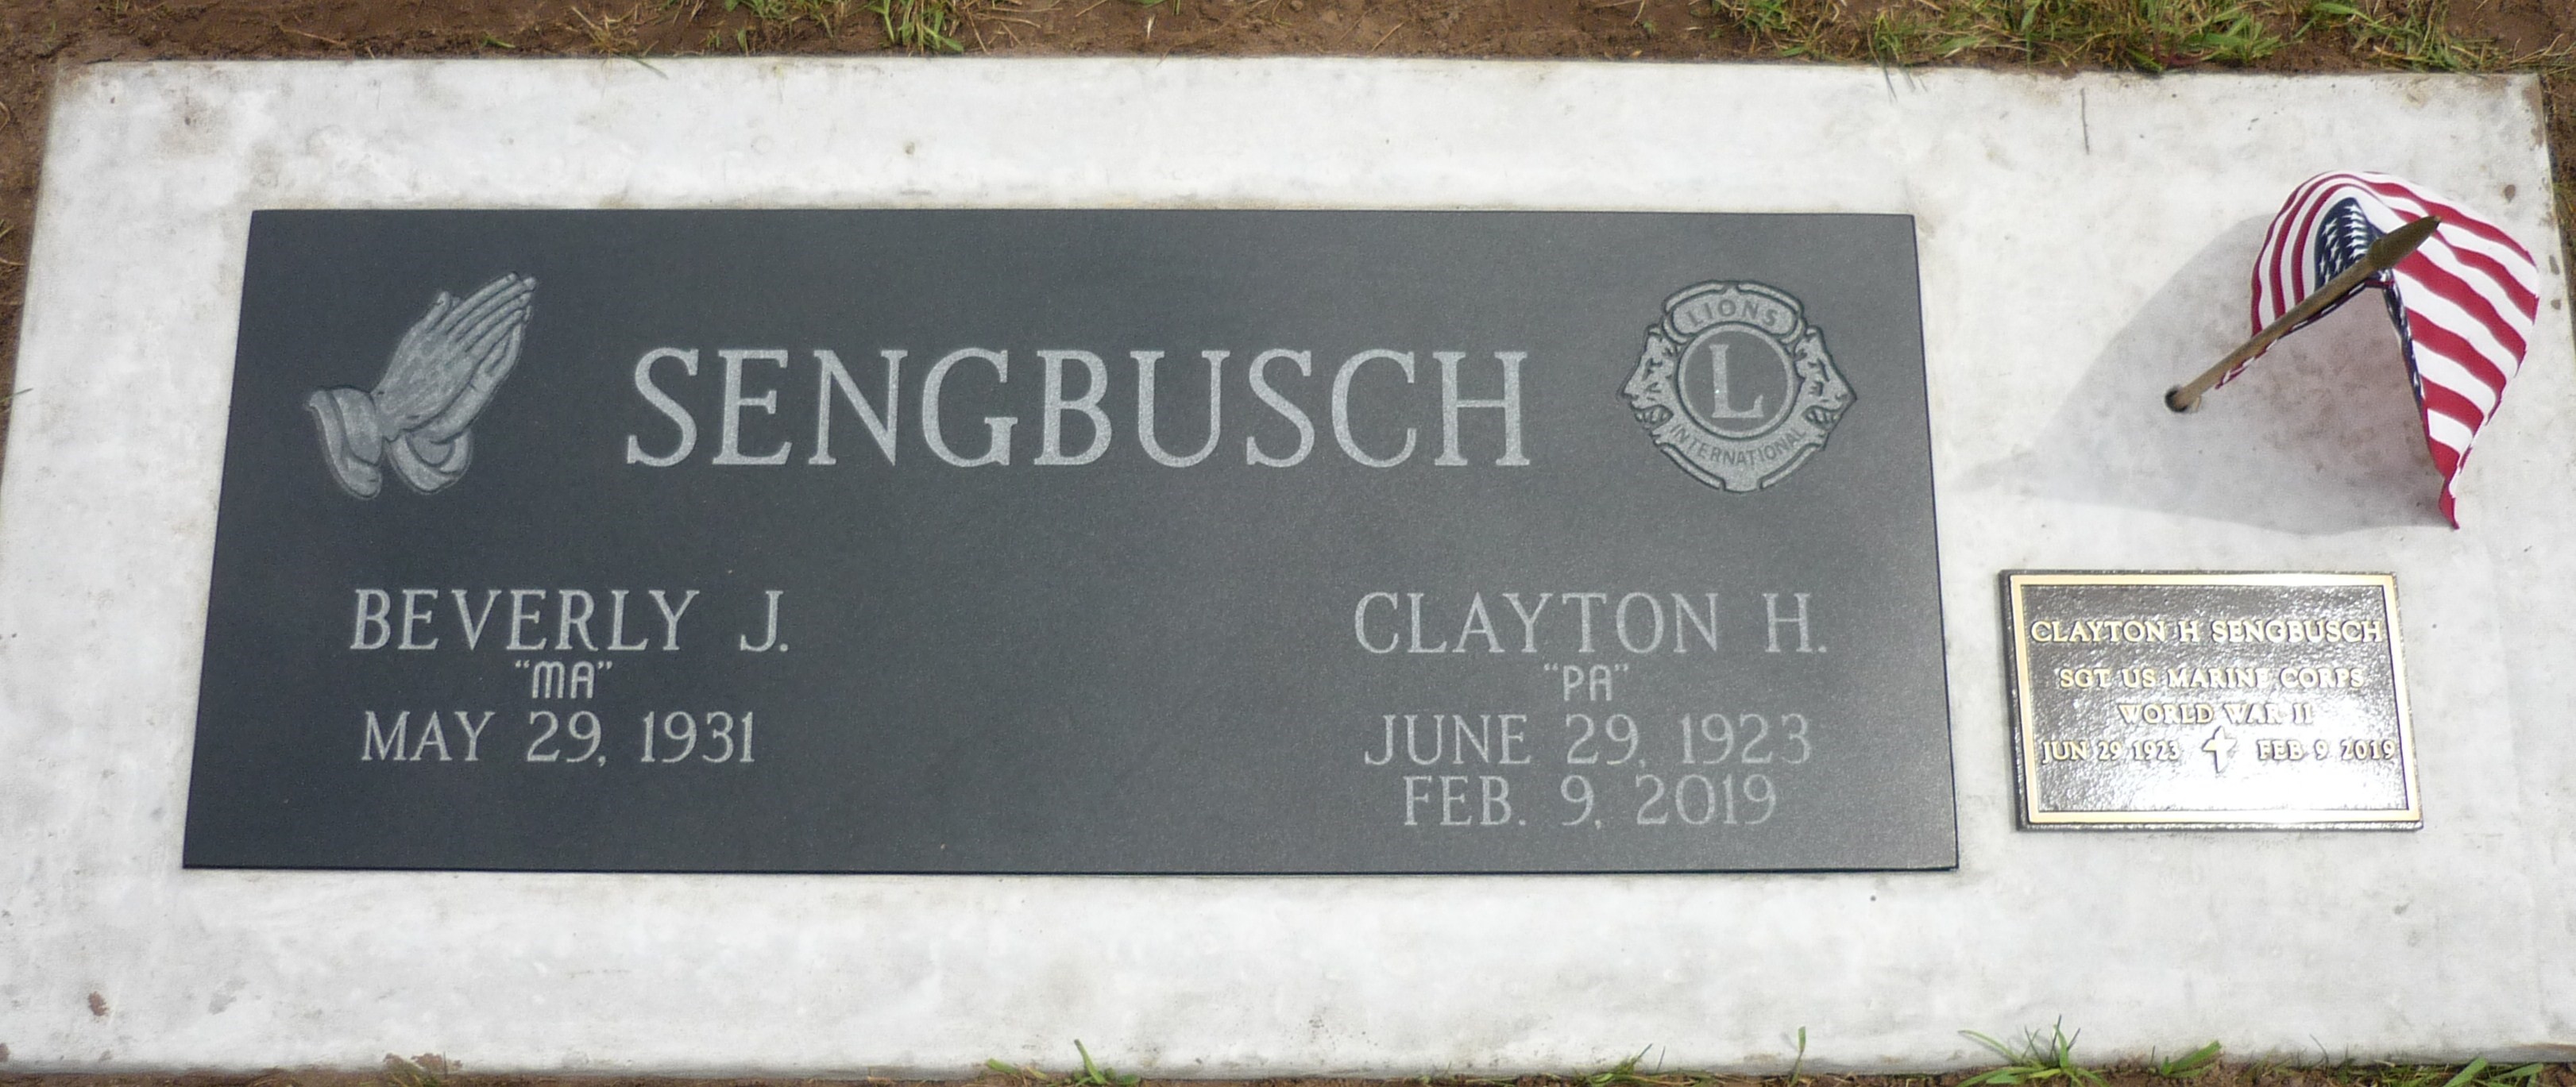 SENGBUSCH
LIONS
L
INTERNATIONAL
BEVERLY J.
"MA"
MAY 29, 1931
CLAYTON H.
"PA"
JUNE 29, 1923
FEB. 9, 2019
CLAYTON H SENGBUSCH
SGT US MARINE CORPS
WORLD WAR II
JUN 29 1923 FEB 9 2019